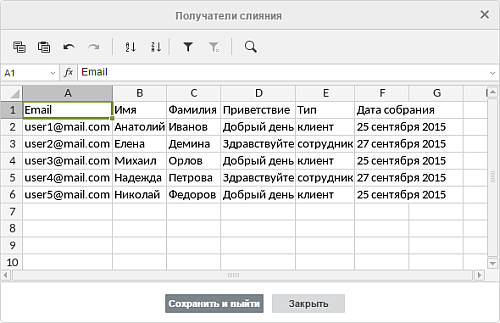 Получатели слияния
A1 fx Email
A B C D E F G
1 Email Имя Фамилия Приветствие Тип Дата собрания
2 user1@mail.com Анатолий Иванов Добрый день клиент 25 сентября 2015
3 user2@mail.com Елена Демина Здравствуйте сотрудник 27 сентября 2015
4 user3@mail.com Михаил Орлов Добрый день клиент 25 сентября 2015
5 user4@mail.com Надежда Петрова Здравствуйте сотрудник 27 сентября 2015
6 user5@mail.com Николай Федоров Добрый день клиент 25 сентября 2015
7
8
9
10
Сохранить и выйти Закрыть